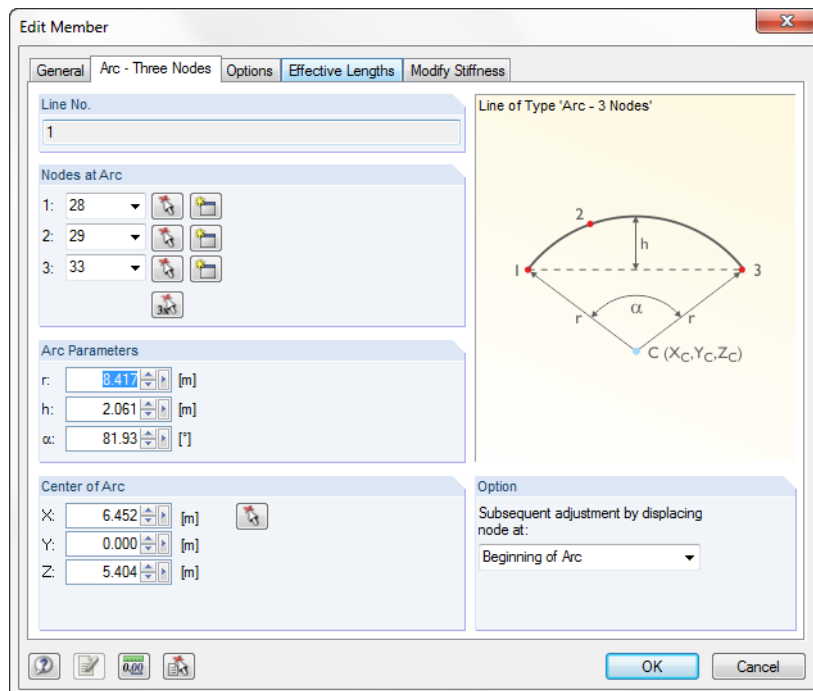 Edit Member
General Arc - Three Nodes Options Effective Lengths Modify Stiffness
Line No.
1
Nodes at Arc
1: 28
2: 29
3: 33
3x
Arc Parameters
r: 8.417 [m]
h: 2.061 [m]
α: 81.93 [°]
Center of Arc
X: 6.452 [m]
Y: 0.000 [m]
Z: 5.404 [m]
Line of Type 'Arc - 3 Nodes'
2
h
1 3
r α r
C (XC,YC,ZC)
Option
Subsequent adjustment by displacing
node at:
Beginning of Arc
0.00
OK Cancel